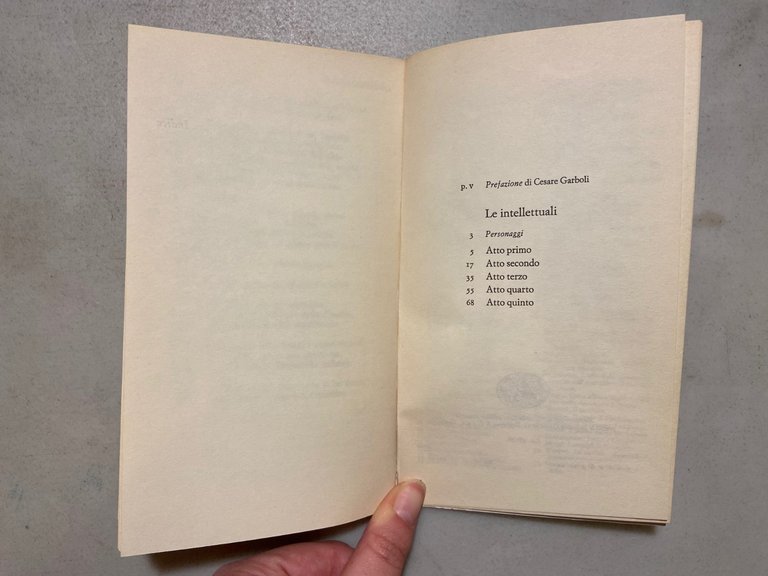 Indice
p. v Prefazione di Cesare Garboli
Le intellettuali
3 Personaggi
5 Atto primo
17 Atto secondo
35 Atto terzo
55 Atto quarto
68 Atto quinto